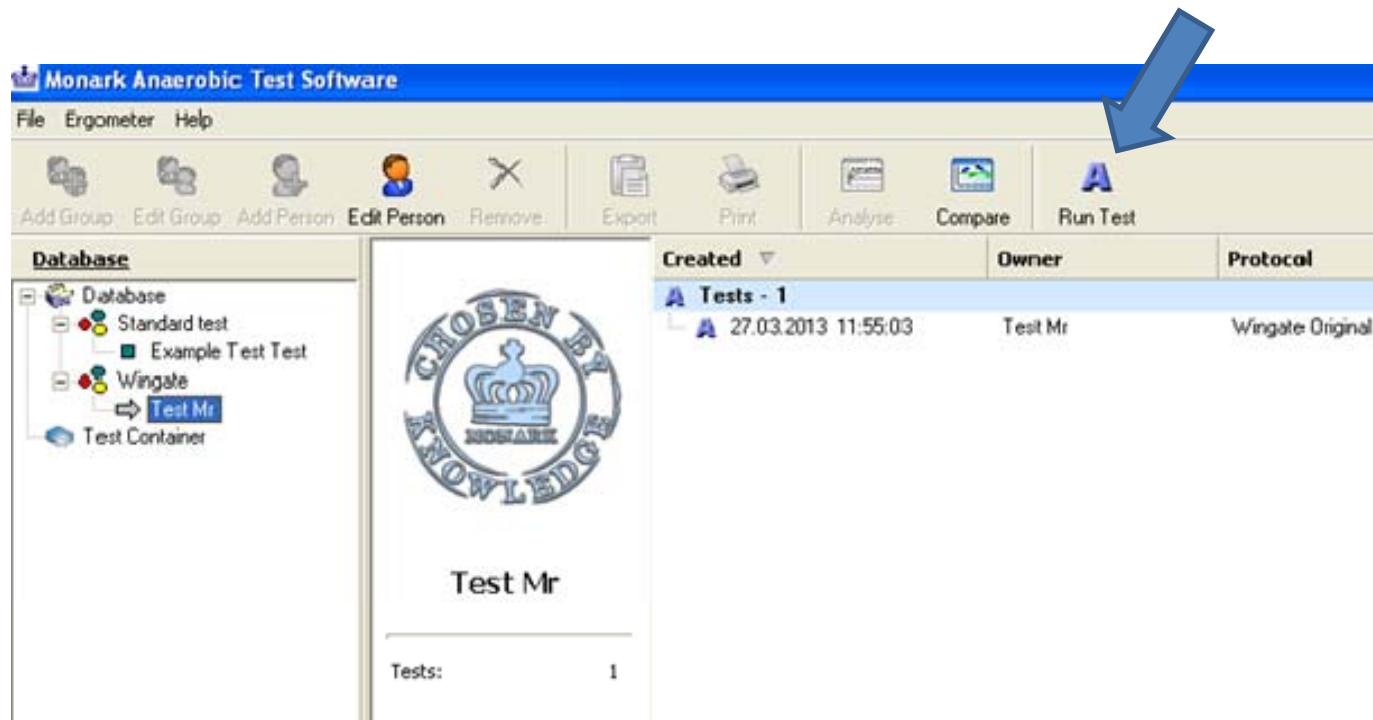 Monark Anaerobic Test Software
File Ergometer Help
Add Group Edit Group Add Person Edit Person Remove Export Print Analyse Compare Run Test
Database
Database
Standard test
Example Test Test
Wingate
Test Mr
Test Container
CHOSEN BY KNOWLEDGE
MONARK
Test Mr
Tests: 1
Created Owner Protocol
Tests - 1
27.03.2013 11:55:03 Test Mr Wingate Original